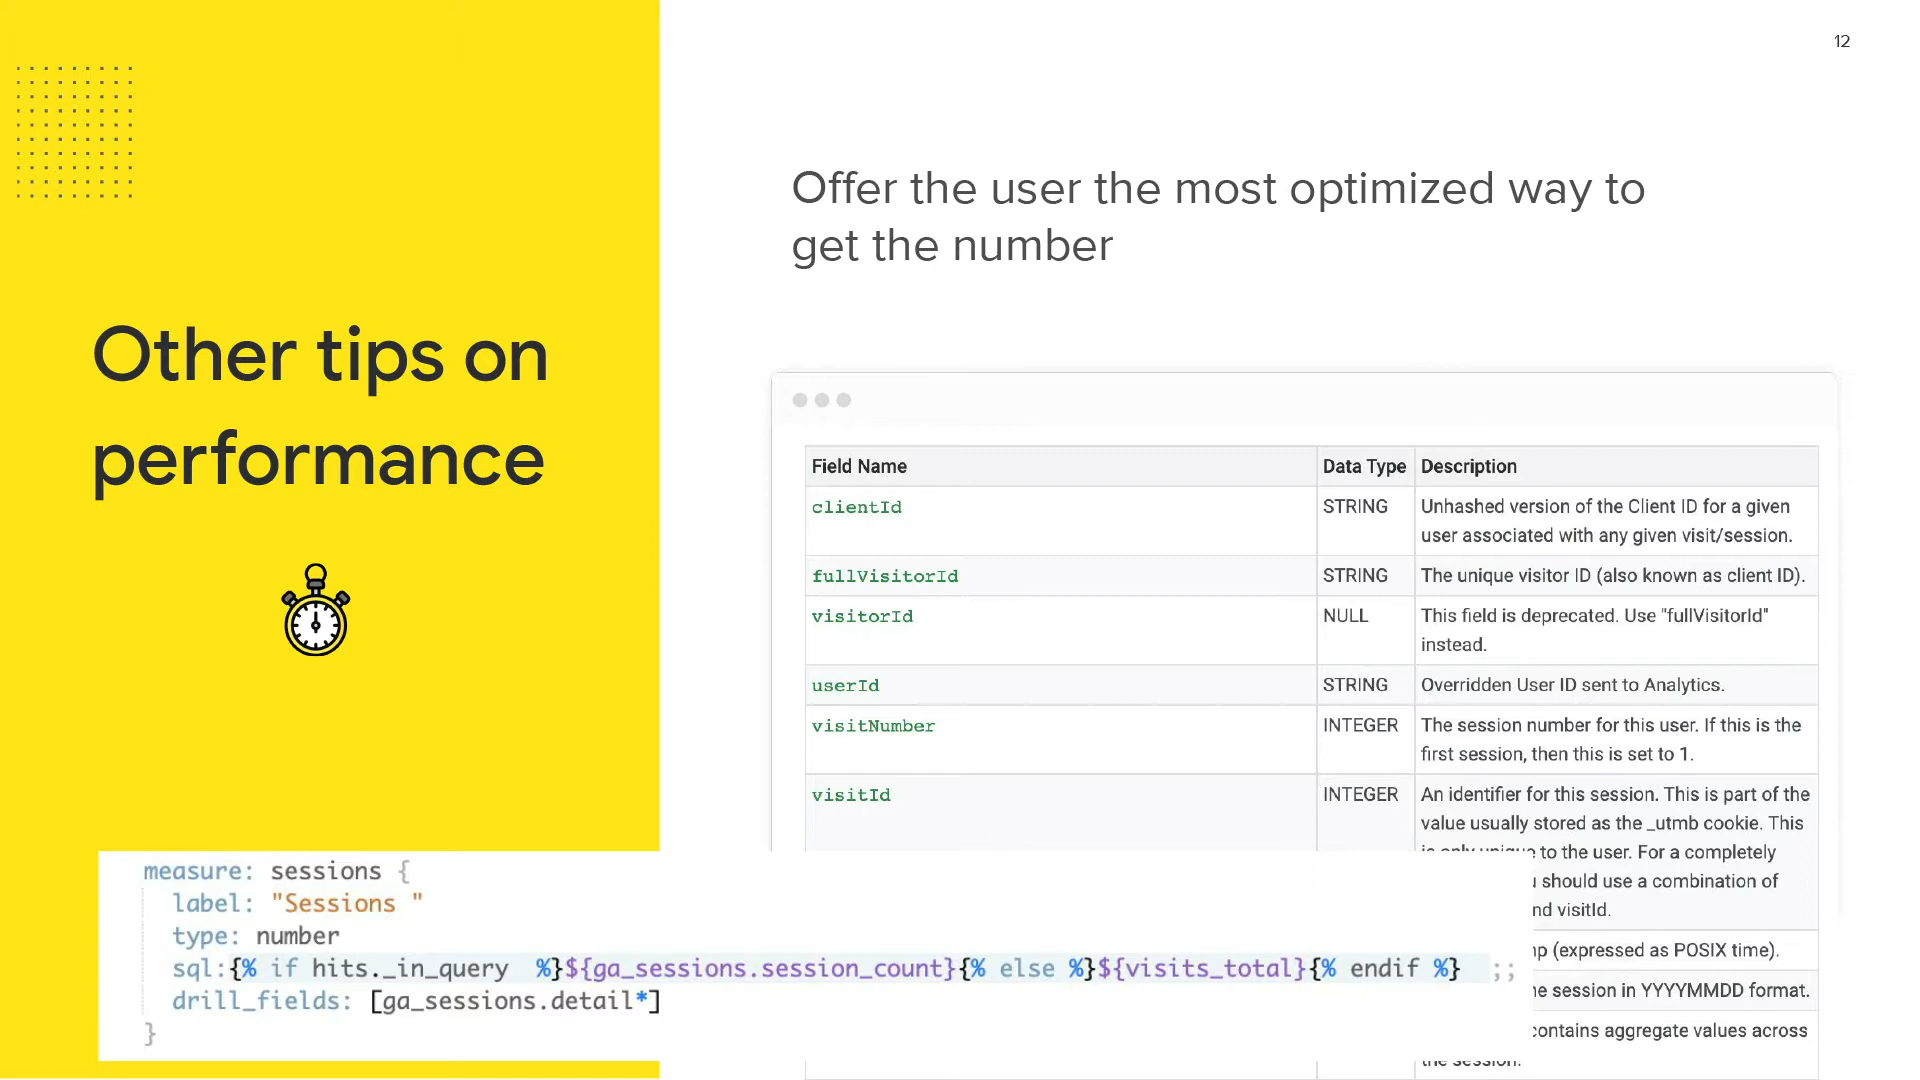 12
Other tips on
performance
Offer the user the most optimized way to
get the number
Field Name Data Type Description
clientId STRING Unhashed version of the Client ID for a given
user associated with any given visit/session.
fullVisitorId STRING The unique visitor ID (also known as client ID).
visitorId NULL This field is deprecated. Use "fullVisitorId"
instead.
userId STRING Overridden User ID sent to Analytics.
visitNumber INTEGER The session number for this user. If this is the
first session, then this is set to 1.
visitId INTEGER An identifier for this session. This is part of the
value usually stored as the _utmb cookie. This
is only unique to the user. For a completely
should use a combination of
nd visitId.
(expressed as POSIX time).
session in YYYYMMDD format.
contains aggregate values across
the session.
measure: sessions {
label: "Sessions "
type: number
sql:{% if hits._in_query %}${ga_sessions.session_count}{% else %}${visits_total}{% endif %} ;;
drill_fields: [ga_sessions.detail*]
}